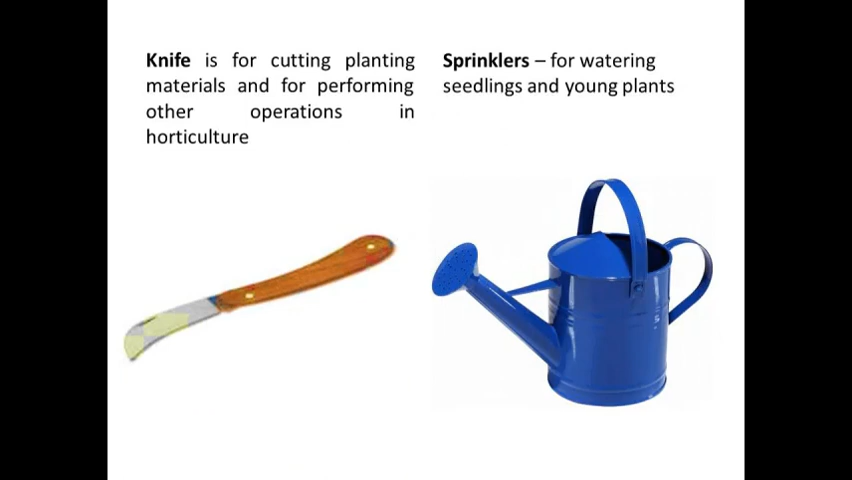 Knife is for cutting planting
materials and for performing
other operations in
horticulture
Sprinklers – for watering
seedlings and young plants